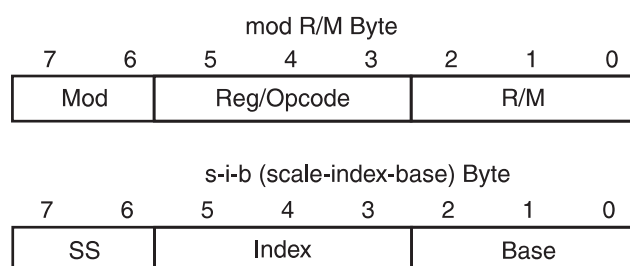 mod R/M Byte
7 6 5 4 3 2 1 0
Mod Reg/Opcode R/M
s-i-b (scale-index-base) Byte
7 6 5 4 3 2 1 0
SS Index Base